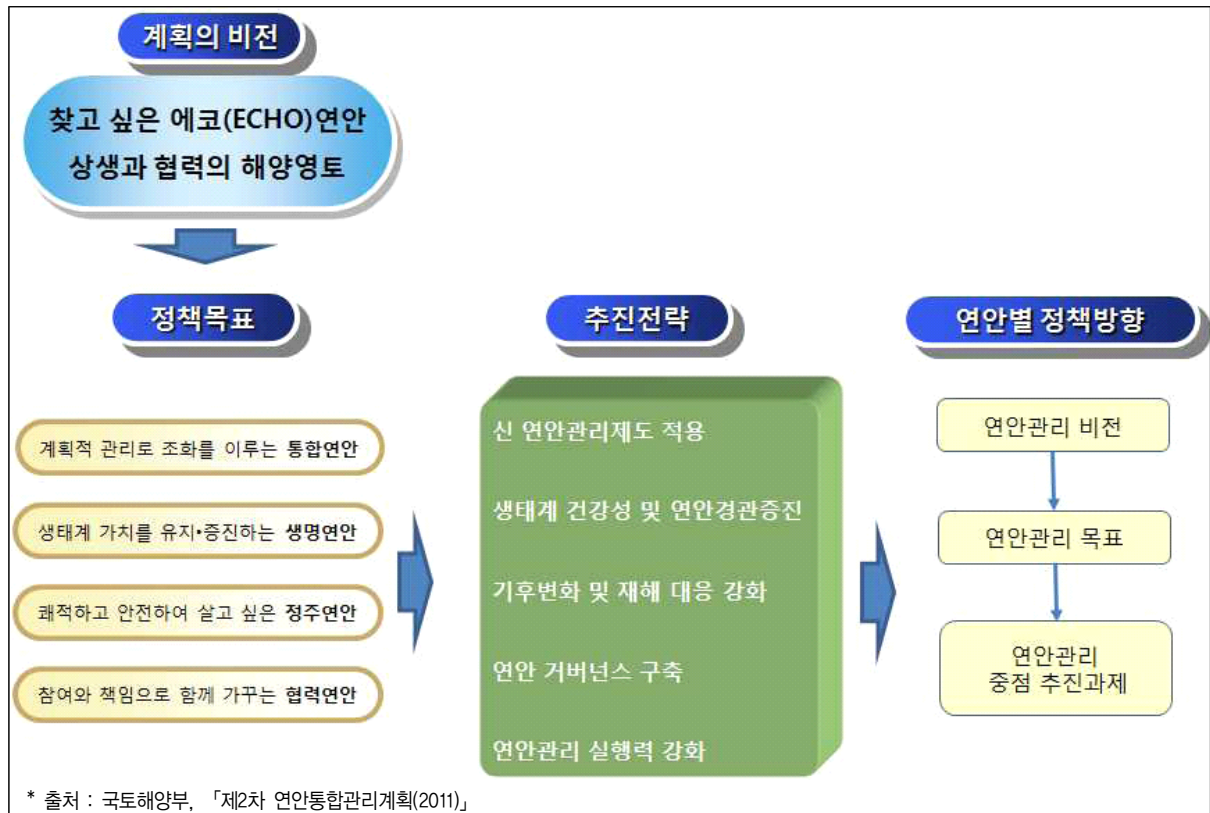 계획의 비전
찾고 싶은 에코(ECHO)연안
상생과 협력의 해양영토
정책목표
계획적 관리로 조화를 이루는 통합연안
생태계 가치를 유지•증진하는 생명연안
쾌적하고 안전하여 살고 싶은 정주연안
참여와 책임으로 함께 가꾸는 협력연안
추진전략
신 연안관리제도 적용
생태계 건강성 및 연안경관증진
기후변화 및 재해 대응 강화
연안 거버넌스 구축
연안관리 실행력 강화
연안별 정책방향
연안관리 비전
연안관리 목표
연안관리
중점 추진과제
* 출처 : 국토해양부, 「제2차 연안통합관리계획(2011)」